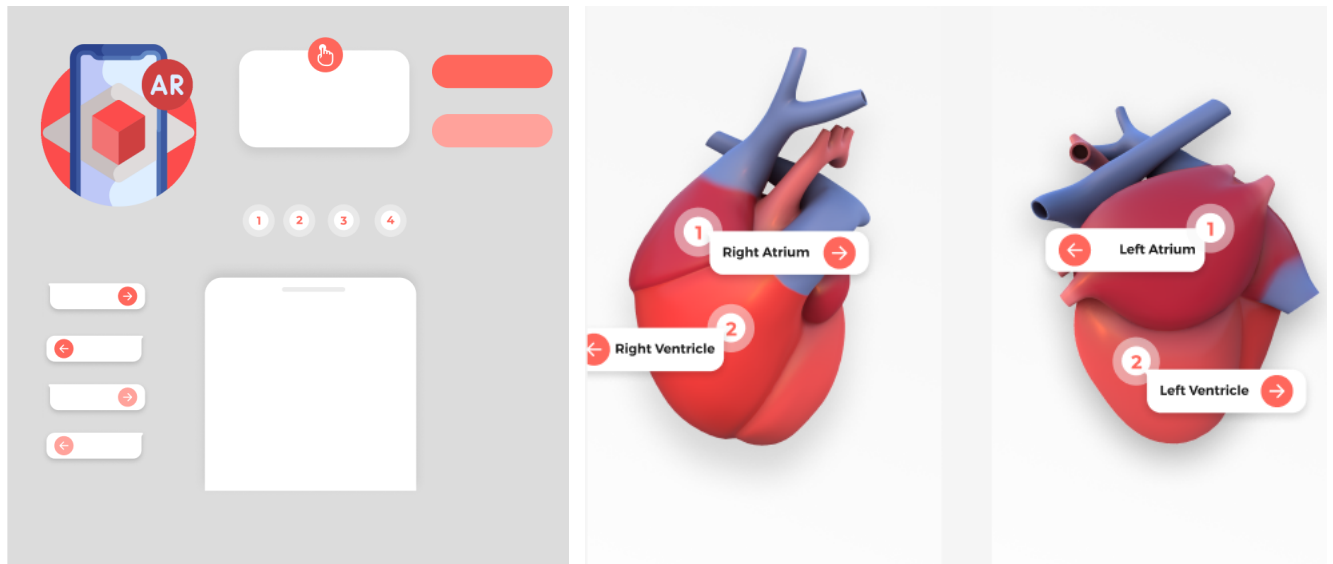 AR
1 2 3 4
1
Right Atrium
2
Right Ventricle
1
Left Atrium
2
Left Ventricle